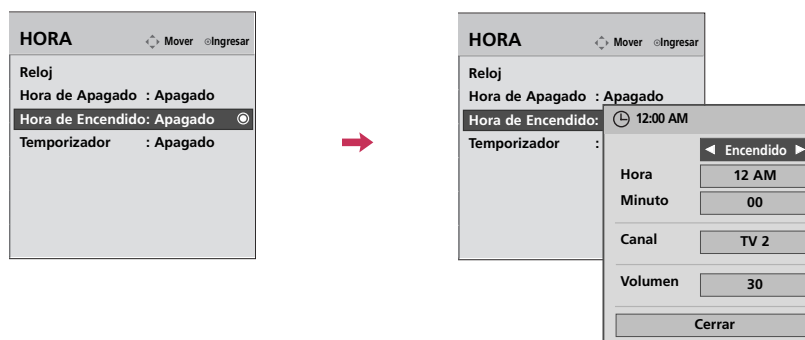 HORA Mover Ingresar
Reloj
Hora de Apagado : Apagado
Hora de Encendido: Apagado
Temporizador : Apagado
HORA Mover Ingresar
Reloj
Hora de Apagado : Apagado
Hora de Encendido:
Temporizador :
12:00 AM
Encendido
Hora 12 AM
Minuto 00
Canal TV 2
Volumen 30
Cerrar